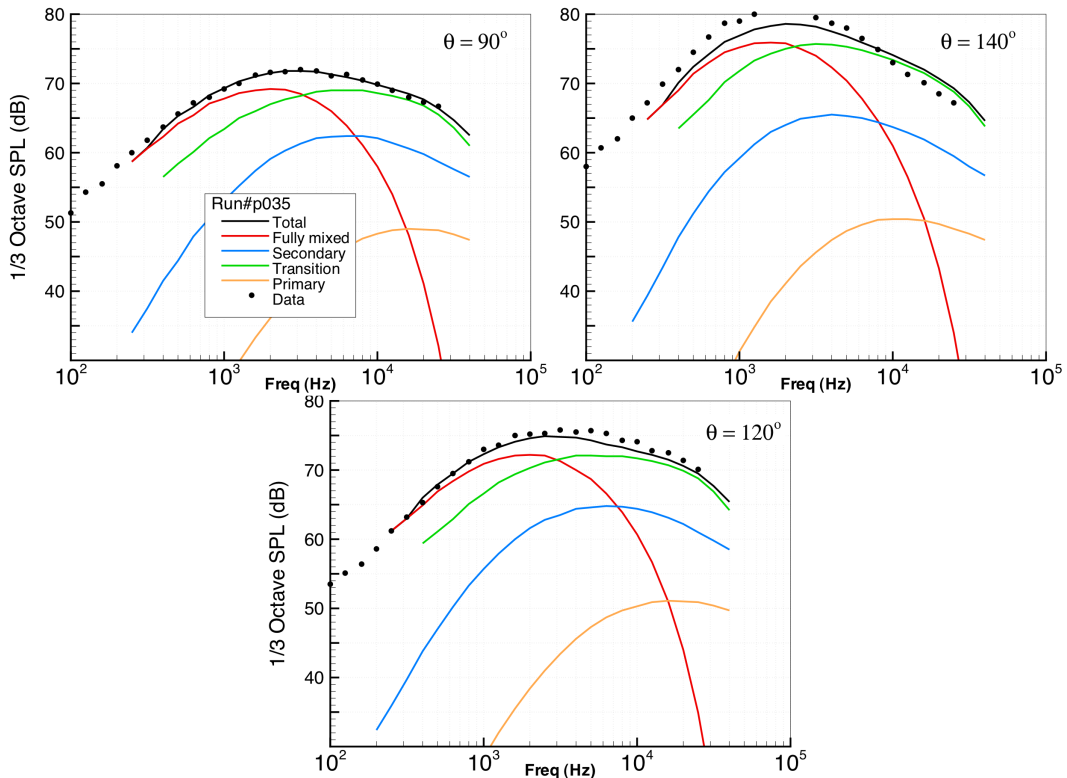 80
θ = 90°
70
60
50
40
1/3 Octave SPL (dB)
Run#p035
Total
Fully mixed
Secondary
Transition
Primary
Data
10²
10³
10⁴
10⁵
Freq (Hz)
80
θ = 140°
70
60
50
40
10²
10³
10⁴
10⁵
Freq (Hz)
80
θ = 120°
70
60
50
40
1/3 Octave SPL (dB)
10²
10³
10⁴
10⁵
Freq (Hz)